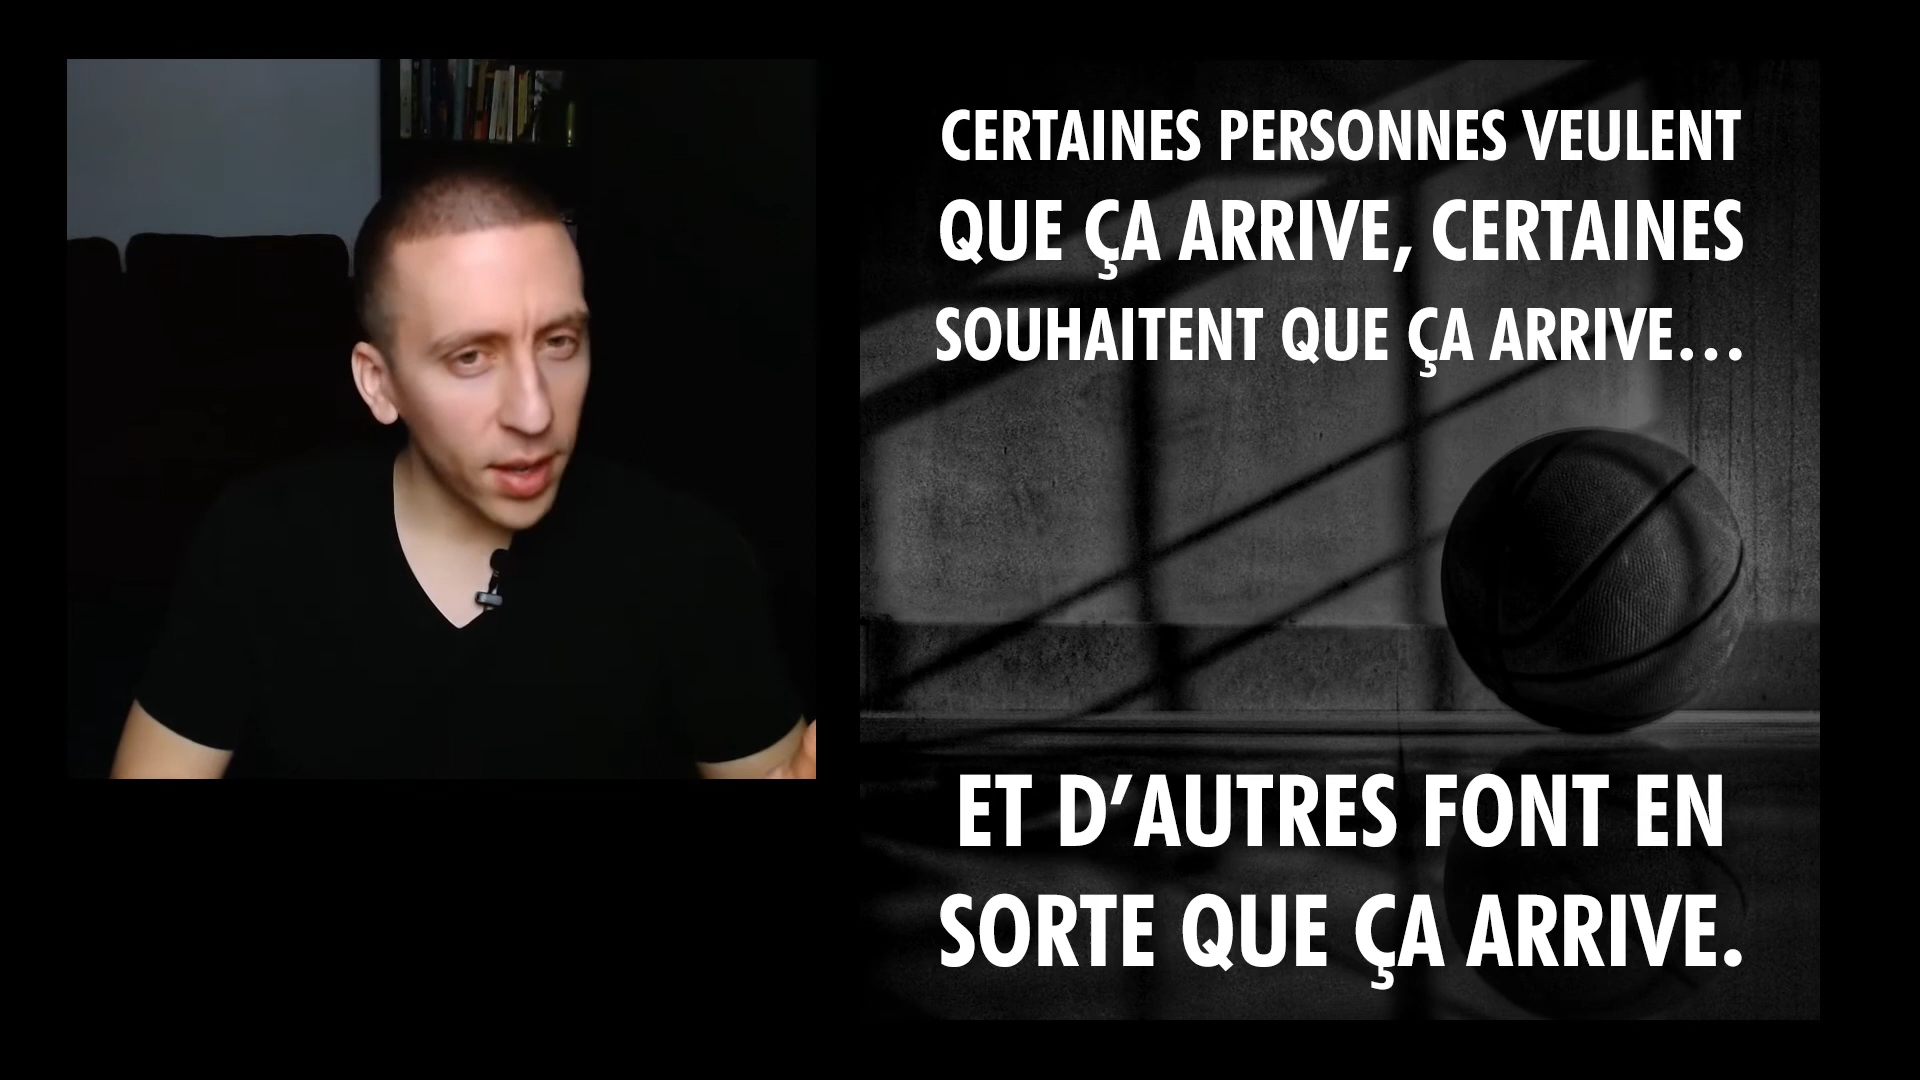 CERTAINES PERSONNES VEULENT
QUE ÇA ARRIVE, CERTAINES
SOUHAITENT QUE ÇA ARRIVE...
ET D’AUTRES FONT EN
SORTE QUE ÇA ARRIVE.